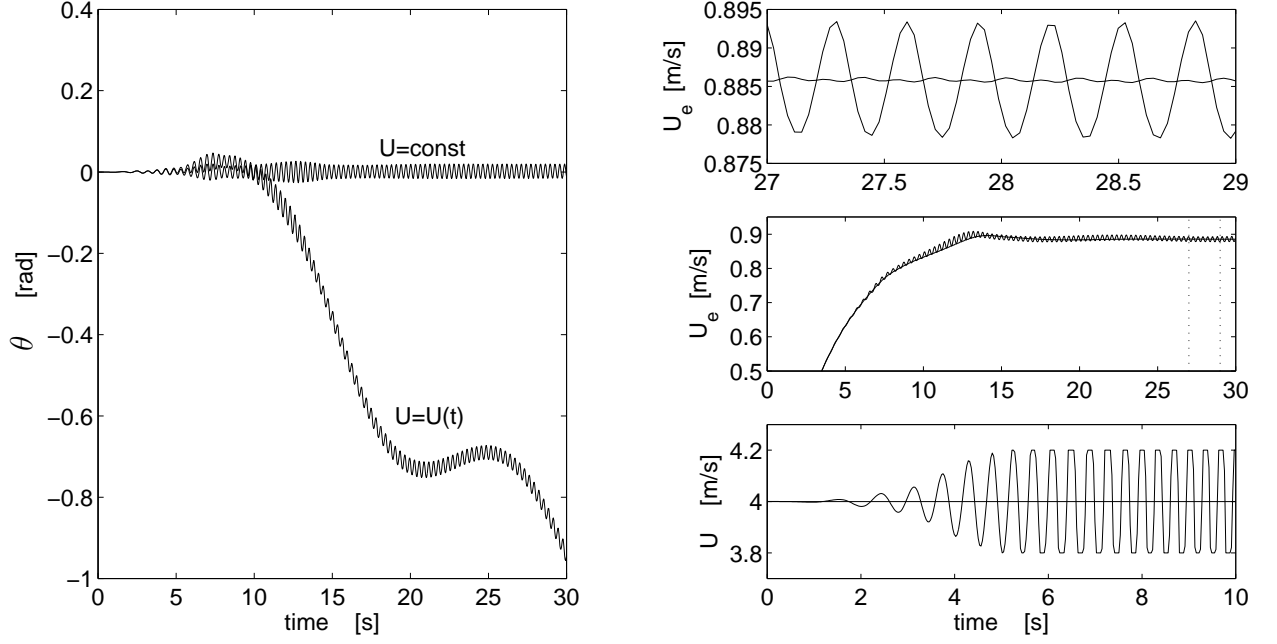 0.4
0.2
0
−0.2
−0.4
−0.6
−0.8
−1
θ [rad]
U=const
U=U(t)
0 5 10 15 20 25 30
time [s]
0.895
0.89
0.885
0.88
0.875
U_e [m/s]
27 27.5 28 28.5 29
0.9
0.8
0.7
0.6
0.5
U_e [m/s]
0 5 10 15 20 25 30
4.2
4
3.8
U [m/s]
0 2 4 6 8 10
time [s]